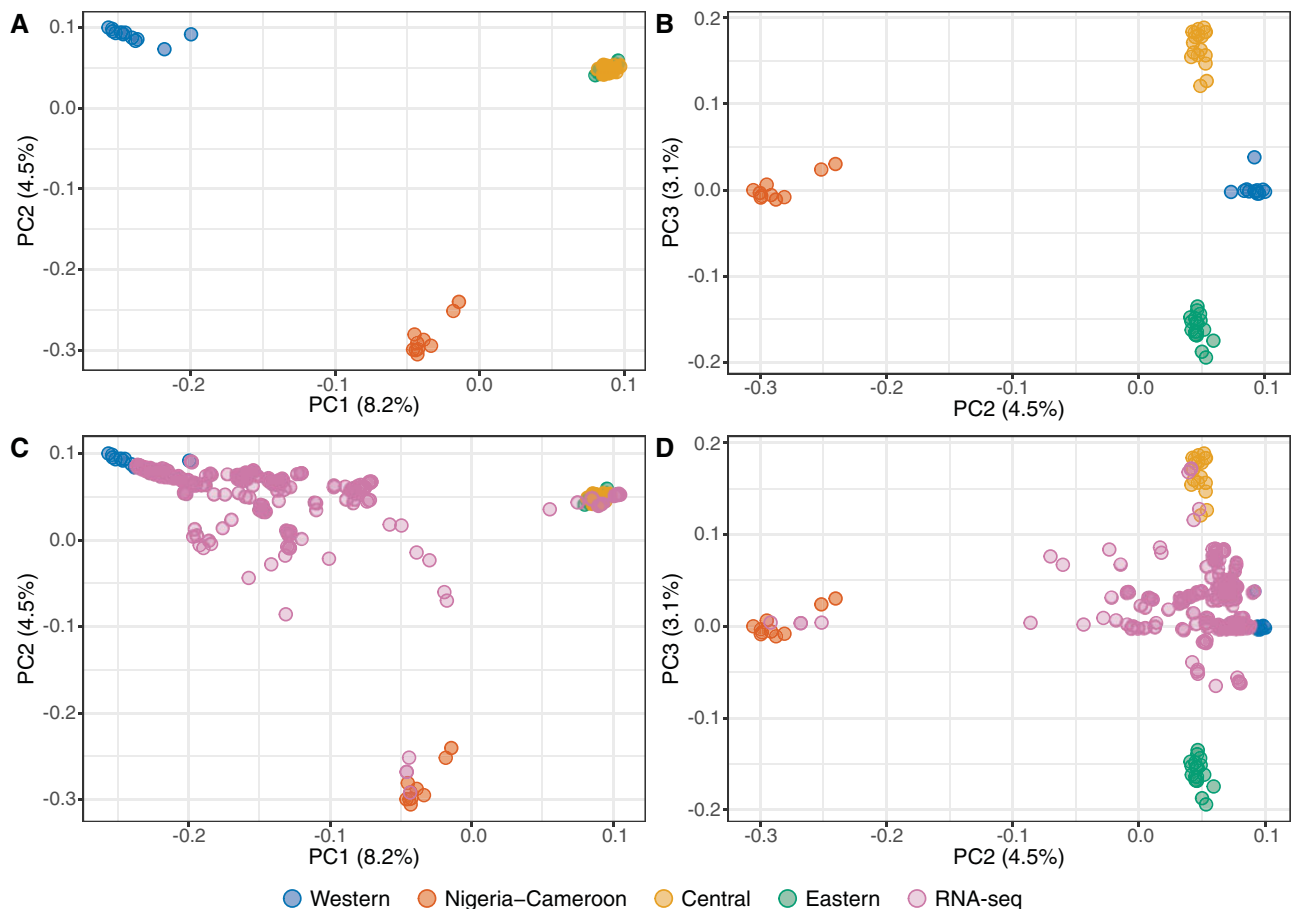 A
0.1
0.0
-0.1
-0.2
-0.3
PC2 (4.5%)
-0.2
-0.1
0.0
0.1
PC1 (8.2%)
B
0.2
0.1
0.0
-0.1
-0.2
PC3 (3.1%)
-0.3
-0.2
-0.1
0.0
0.1
PC2 (4.5%)
C
0.1
0.0
-0.1
-0.2
-0.3
PC2 (4.5%)
-0.2
-0.1
0.0
0.1
PC1 (8.2%)
D
0.2
0.1
0.0
-0.1
-0.2
PC3 (3.1%)
-0.3
-0.2
-0.1
0.0
0.1
PC2 (4.5%)
Western Nigeria−Cameroon Central Eastern RNA-seq